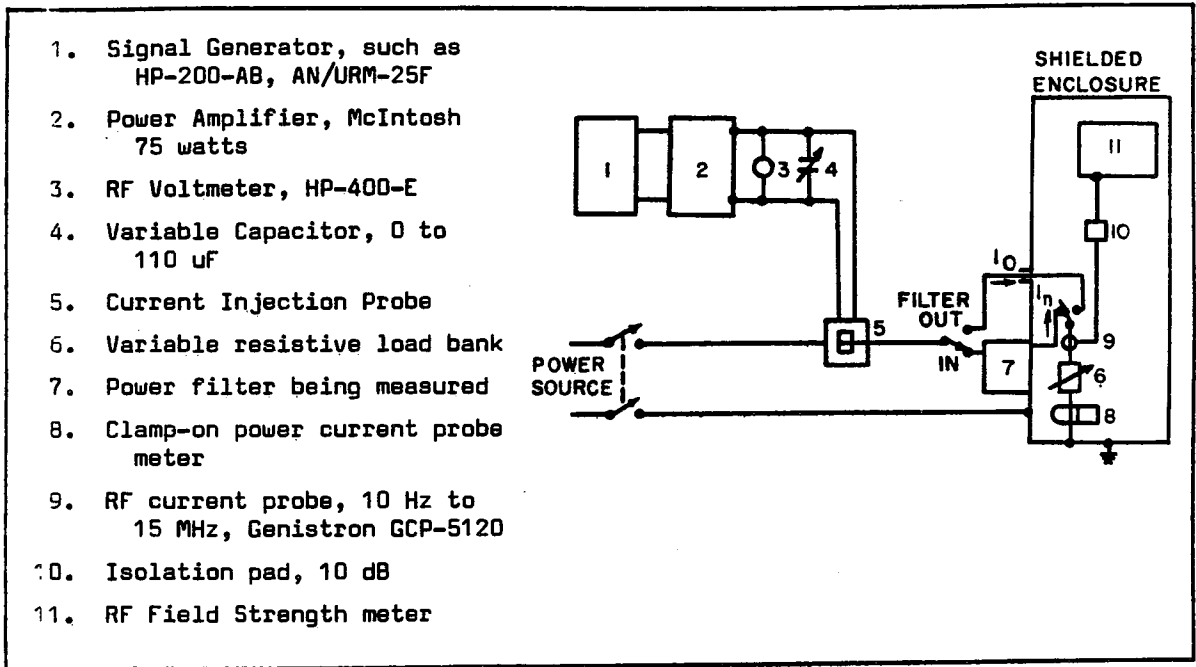 1. Signal Generator, such as
HP-200-AB, AN/URM-25F
2. Power Amplifier, McIntosh
75 watts
3. RF Voltmeter, HP-400-E
4. Variable Capacitor, 0 to
110 uF
5. Current Injection Probe
6. Variable resistive load bank
7. Power filter being measured
8. Clamp-on power current probe
meter
9. RF current probe, 10 Hz to
15 MHz, Genistron GCP-5120
10. Isolation pad, 10 dB
11. RF Field Strength meter
SHIELDED
ENCLOSURE
11
1
2
3
4
10
IO
In
FILTER
OUT
5
9
IN
7
6
POWER
SOURCE
8